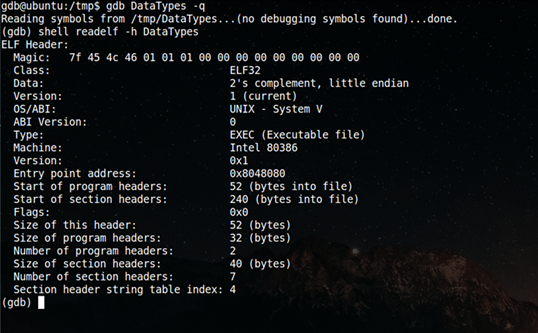 gdb@ubuntu:/tmp$ gdb DataTypes -q
Reading symbols from /tmp/DataTypes...(no debugging symbols found)...done.
(gdb) shell readelf -h DataTypes
ELF Header:
  Magic:   7f 45 4c 46 01 01 01 00 00 00 00 00 00 00 00 00
  Class:                             ELF32
  Data:                              2's complement, little endian
  Version:                           1 (current)
  OS/ABI:                            UNIX - System V
  ABI Version:                       0
  Type:                              EXEC (Executable file)
  Machine:                           Intel 80386
  Version:                           0x1
  Entry point address:               0x8048080
  Start of program headers:          52 (bytes into file)
  Start of section headers:          240 (bytes into file)
  Flags:                             0x0
  Size of this header:               52 (bytes)
  Size of program headers:           32 (bytes)
  Number of program headers:         2
  Size of section headers:           40 (bytes)
  Number of section headers:         7
  Section header string table index: 4
(gdb)